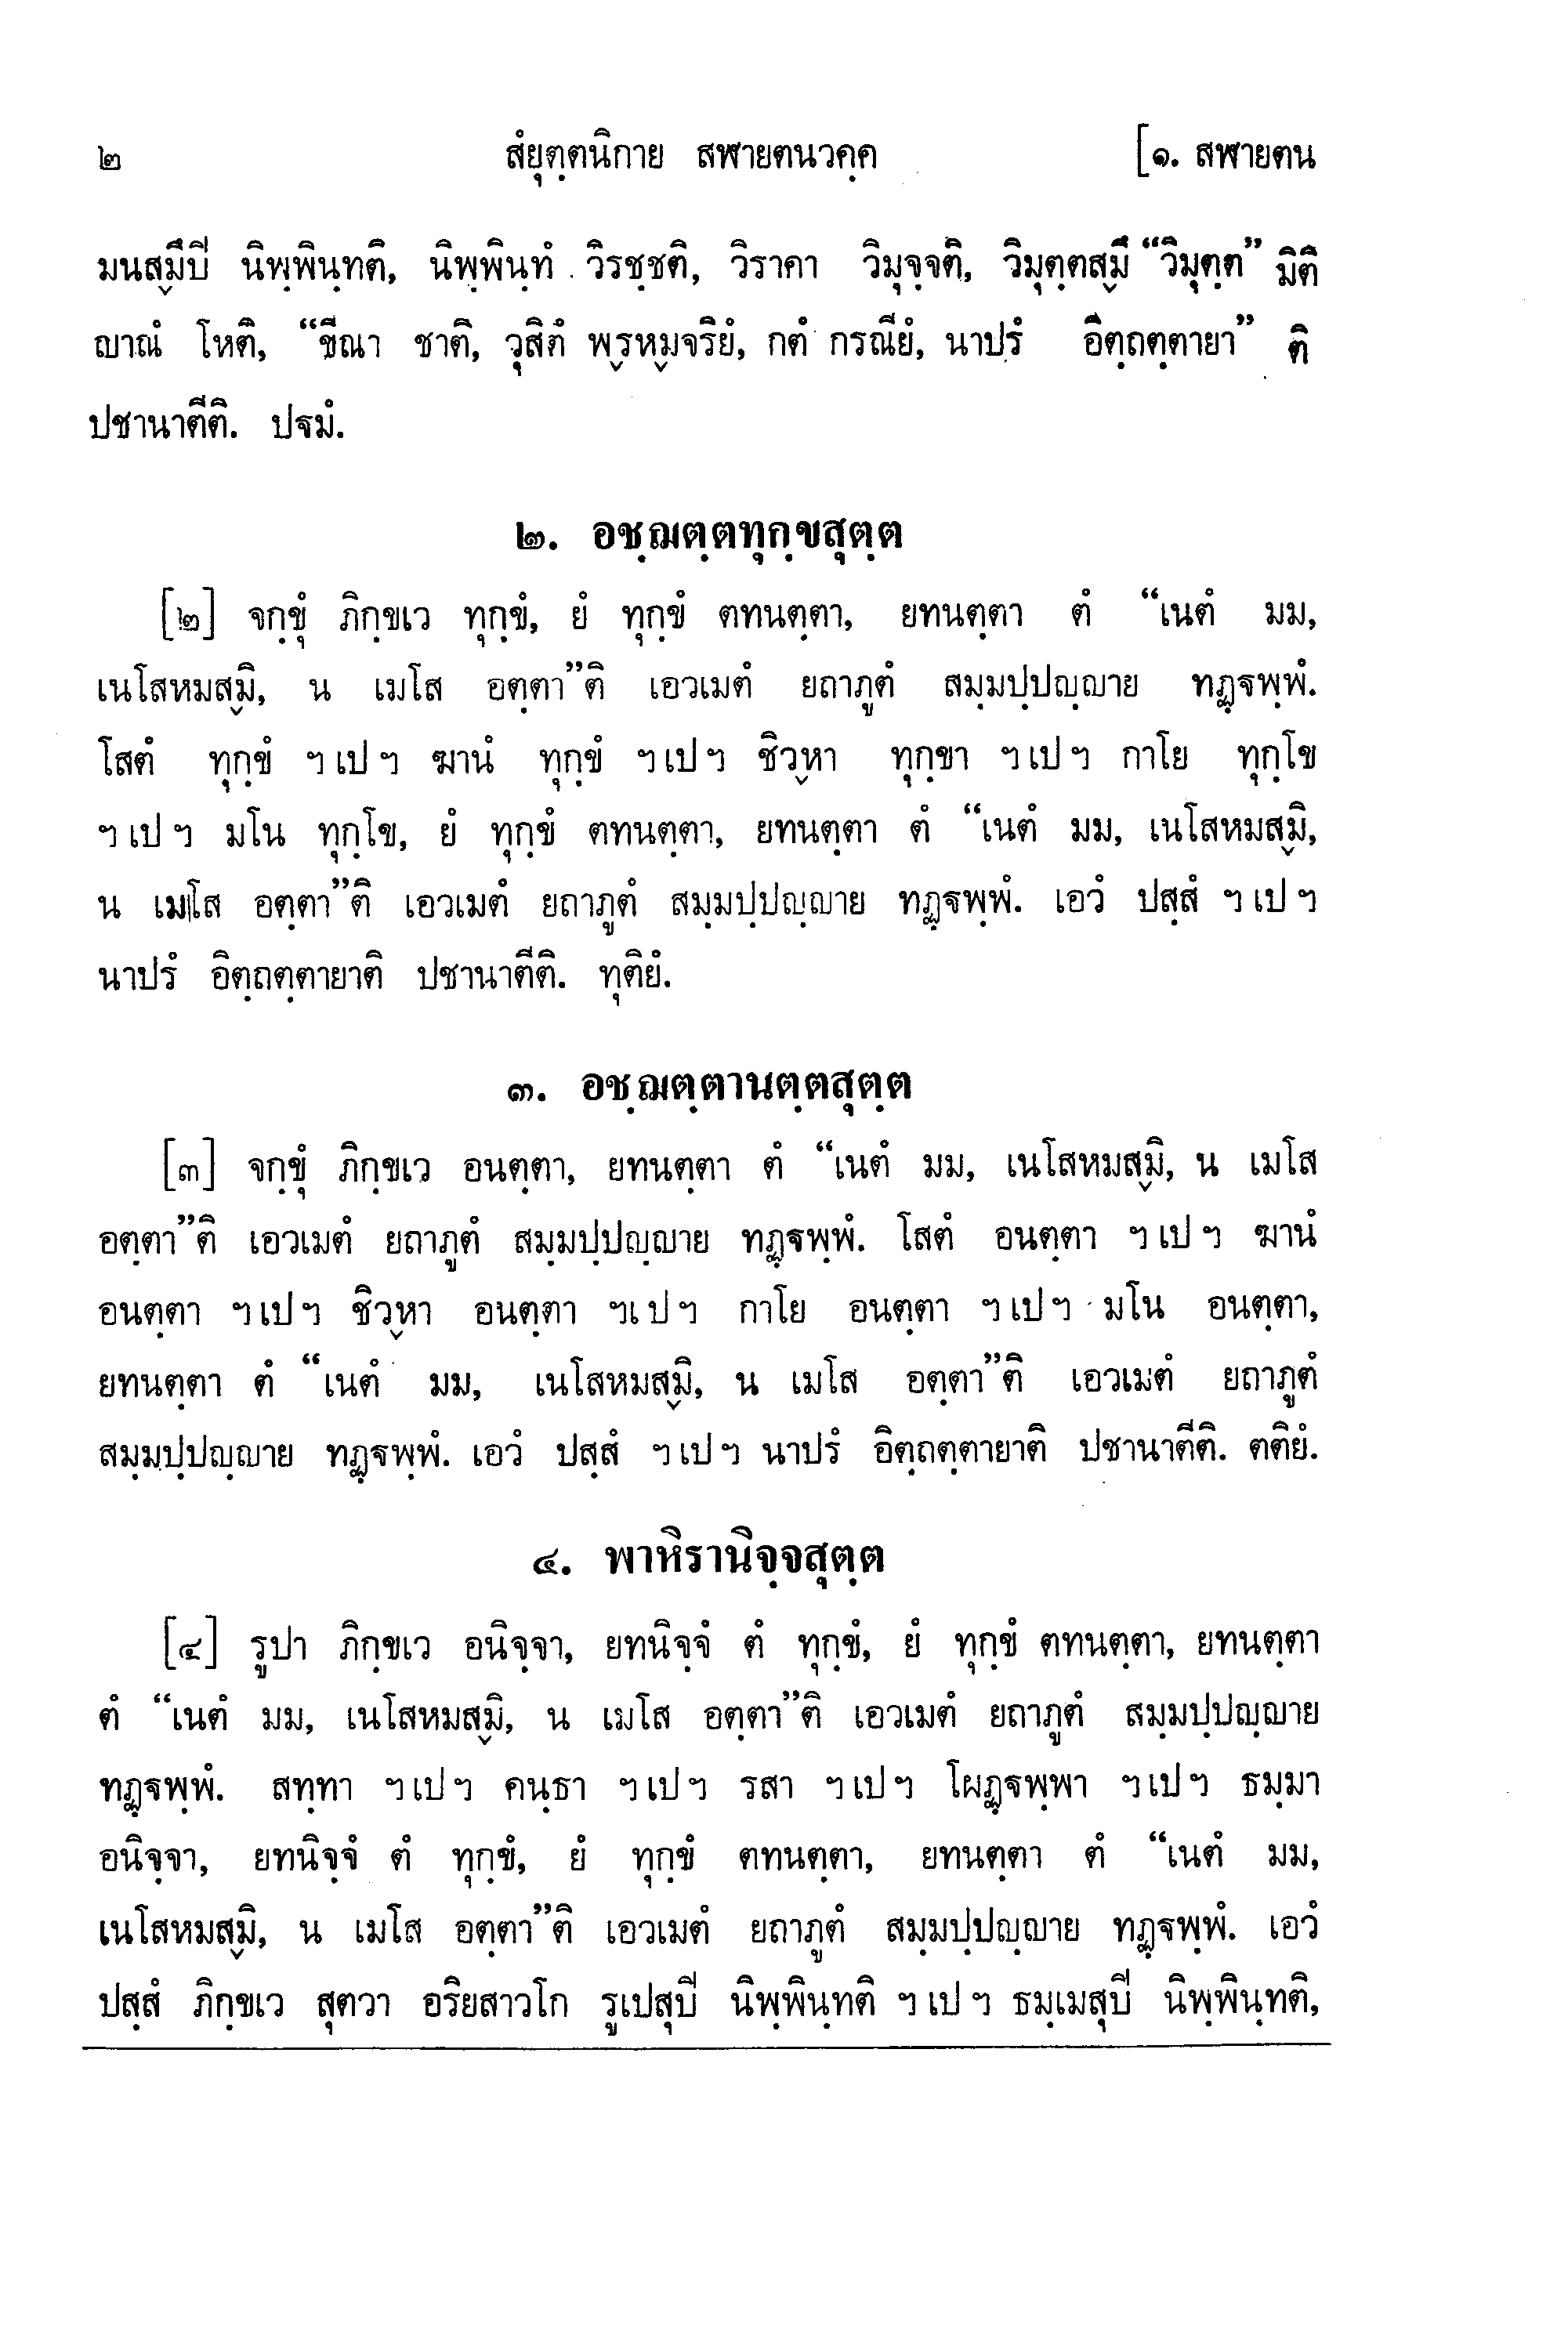 ๒ สํยุตฺตนิกาย สฬายตนวคฺค [๑. สฬายตน
มนสฺมึปิ นิพฺพินฺทติ, นิพฺพินฺทํ วิรชฺชติ, วิราคา วิมุจฺจติ, วิมุตฺตสฺมึ “วิมุตฺต” มิติ
ญาณํ โหติ, “ขีณา ชาติ, วุสิตํ พฺรหฺมจริยํ, กตํ กรณียํ, นาปรํ อิตฺถตฺตายา” ติ
ปชานาตีติ. ปฐมํ.
๒. อชฺฌตฺตทุกฺขสุตฺต
[๒] จกฺขุํ ภิกฺขเว ทุกฺขํ, ยํ ทุกฺขํ ตทนตฺตา, ยทนตฺตา ตํ “เนตํ มม,
เนโสหมสฺมิ, น เมโส อตฺตา”ติ เอวเมตํ ยถาภูตํ สมฺมปฺปญฺญาย ทฏฺฐพฺพํ.
โสตํ ทุกฺขํ ฯเปฯ ฆานํ ทุกฺขํ ฯเปฯ ชิวฺหา ทุกฺขา ฯเปฯ กาโย ทุกฺโข
ฯเปฯ มโน ทุกฺโข, ยํ ทุกฺขํ ตทนตฺตา, ยทนตฺตา ตํ “เนตํ มม, เนโสหมสฺมิ,
น เมโส อตฺตา”ติ เอวเมตํ ยถาภูตํ สมฺมปฺปญฺญาย ทฏฺฐพฺพํ. เอวํ ปสฺสํ ฯเปฯ
นาปรํ อิตฺถตฺตายาติ ปชานาตีติ. ทุติยํ.
๓. อชฺฌตฺตานตฺตสุตฺต
[๓] จกฺขุํ ภิกฺขเว อนตฺตา, ยทนตฺตา ตํ “เนตํ มม, เนโสหมสฺมิ, น เมโส
อตฺตา”ติ เอวเมตํ ยถาภูตํ สมฺมปฺปญฺญาย ทฏฺฐพฺพํ. โสตํ อนตฺตา ฯเปฯ ฆานํ
อนตฺตา ฯเปฯ ชิวฺหา อนตฺตา ฯเปฯ กาโย อนตฺตา ฯเปฯ มโน อนตฺตา,
ยทนตฺตา ตํ “เนตํ มม, เนโสหมสฺมิ, น เมโส อตฺตา”ติ เอวเมตํ ยถาภูตํ
สมฺมปฺปญฺญาย ทฏฺฐพฺพํ. เอวํ ปสฺสํ ฯเปฯ นาปรํ อิตฺถตฺตายาติ ปชานาตีติ. ตติยํ.
๔. พาหิรานิจฺจสุตฺต
[๔] รูปา ภิกฺขเว อนิจฺจา, ยทนิจฺจํ ตํ ทุกฺขํ, ยํ ทุกฺขํ ตทนตฺตา, ยทนตฺตา
ตํ “เนตํ มม, เนโสหมสฺมิ, น เมโส อตฺตา”ติ เอวเมตํ ยถาภูตํ สมฺมปฺปญฺญาย
ทฏฺฐพฺพํ. สทฺทา ฯเปฯ คนฺธา ฯเปฯ รสา ฯเปฯ โผฏฺฐพฺพา ฯเปฯ ธมฺมา
อนิจฺจา, ยทนิจฺจํ ตํ ทุกฺขํ, ยํ ทุกฺขํ ตทนตฺตา, ยทนตฺตา ตํ “เนตํ มม,
เนโสหมสฺมิ, น เมโส อตฺตา”ติ เอวเมตํ ยถาภูตํ สมฺมปฺปญฺญาย ทฏฺฐพฺพํ. เอวํ
ปสฺสํ ภิกฺขเว สุตวา อริยสาวโก รูเปสุปิ นิพฺพินฺทติ ฯเปฯ ธมฺเมสุปิ นิพฺพินฺทติ,